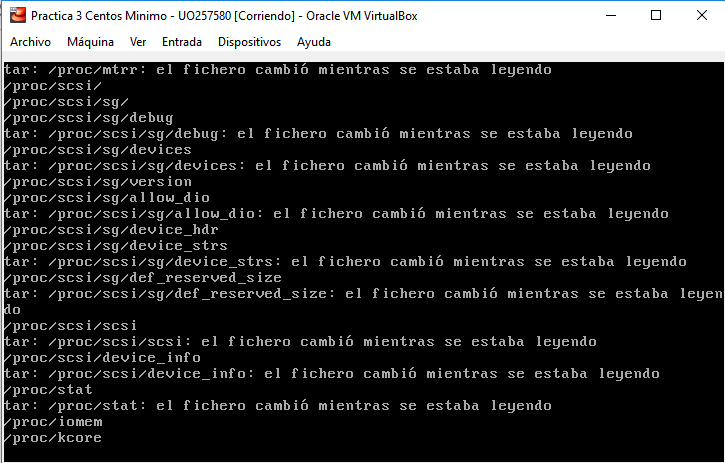 Practica 3 Centos Minimo - UO257580 [Corriendo] - Oracle VM VirtualBox
Archivo Máquina Ver Entrada Dispositivos Ayuda
tar: /proc/mtrr: el fichero cambió mientras se estaba leyendo
/proc/scsi/
/proc/scsi/sg/
/proc/scsi/sg/debug
tar: /proc/scsi/sg/debug: el fichero cambió mientras se estaba leyendo
/proc/scsi/sg/devices
tar: /proc/scsi/sg/devices: el fichero cambió mientras se estaba leyendo
/proc/scsi/sg/version
/proc/scsi/sg/allow_dio
tar: /proc/scsi/sg/allow_dio: el fichero cambió mientras se estaba leyendo
/proc/scsi/sg/device_hdr
/proc/scsi/sg/device_strs
tar: /proc/scsi/sg/device_strs: el fichero cambió mientras se estaba leyendo
/proc/scsi/sg/def_reserved_size
tar: /proc/scsi/sg/def_reserved_size: el fichero cambió mientras se estaba leyen
do
/proc/scsi/scsi
tar: /proc/scsi/scsi: el fichero cambió mientras se estaba leyendo
/proc/scsi/device_info
tar: /proc/scsi/device_info: el fichero cambió mientras se estaba leyendo
/proc/stat
tar: /proc/stat: el fichero cambió mientras se estaba leyendo
/proc/iomem
/proc/kcore